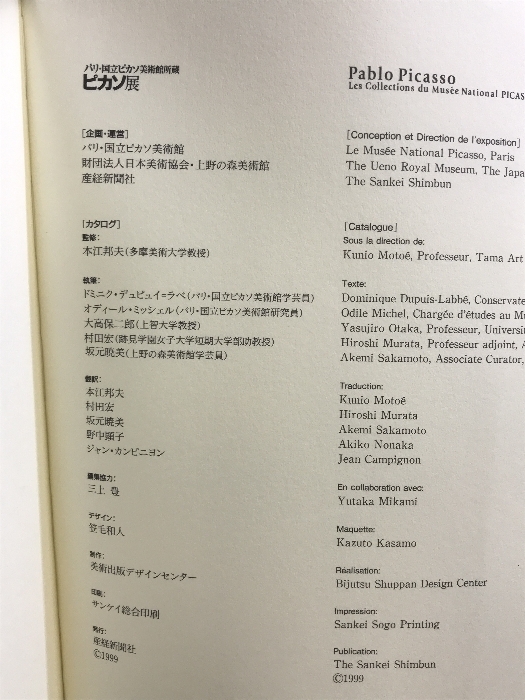 パリ・国立ピカソ美術館所蔵
ピカソ展
[企画・運営]
パリ・国立ピカソ美術館
財団法人日本美術協会・上野の森美術館
産経新聞社
[カタログ]
監修:
本江邦夫(多摩美術大学教授)
執筆:
ドミニク・デュピュイ=ラベ(パリ・国立ピカソ美術館学芸員)
オディール・ミッシェル(パリ・国立ピカソ美術館研究員)
大高保二郎(上智大学教授)
村田宏(跡見学園女子大学短期大学部助教授)
坂元暁美(上野の森美術館学芸員)
翻訳:
本江邦夫
村田宏
坂元暁美
野中顕子
ジャン・カンピニヨン
編集協力:
三上 豊
デザイン:
笠毛和人
制作:
美術出版デザインセンター
印刷:
サンケイ総合印刷
発行:
産経新聞社
©1999
Pablo Picasso
Les Collections du Musée National PICAS
[Conception et Direction de l'exposition]
Le Musée National Picasso, Paris
The Ueno Royal Museum, The Japa
The Sankei Shimbun
[Catalogue]
Sous la direction de:
Kunio Motoé, Professeur, Tama Art
Texte:
Dominique Dupuis-Labbé, Conservate
Odile Michel, Chargée d'études au Mu
Yasujiro Otaka, Professeur, Universi
Hiroshi Murata, Professeur adjoint, A
Akemi Sakamoto, Associate Curator,
Traduction:
Kunio Motoé
Hiroshi Murata
Akemi Sakamoto
Akiko Nonaka
Jean Campignon
En collaboration avec:
Yutaka Mikami
Maquette:
Kazuto Kasamo
Réalisation:
Bijutsu Shuppan Design Center
Impression:
Sankei Sogo Printing
Publication:
The Sankei Shimbun
©1999